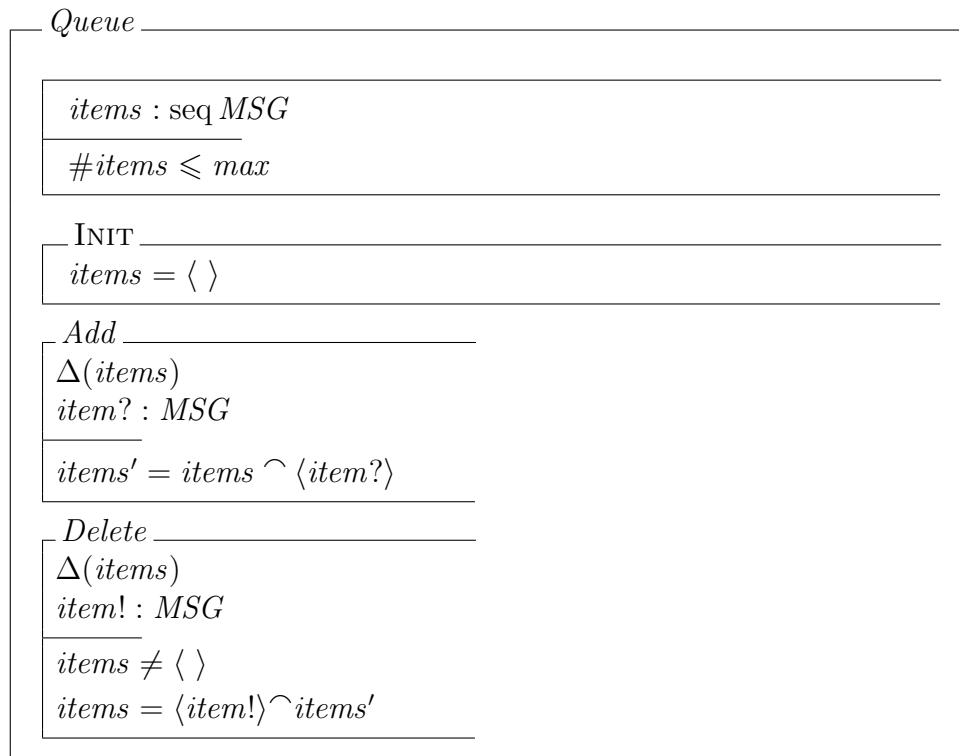 Queue
items : seq MSG
#items ⩽ max
INIT
items = ⟨ ⟩
Add
Δ(items)
item? : MSG
items′ = items ⌢ ⟨item?⟩
Delete
Δ(items)
item! : MSG
items ≠ ⟨ ⟩
items = ⟨item!⟩⌢items′